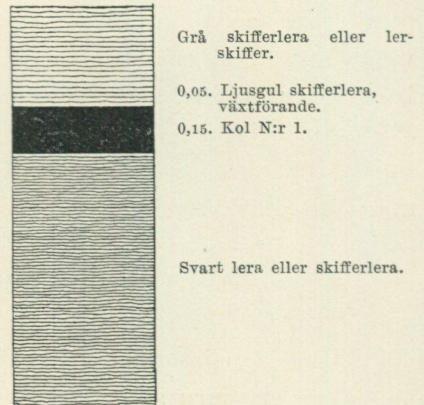 Grå skifferlera eller ler-
skiffer.
0,05. Ljusgul skifferlera,
växtförande.
0,15. Kol N:r 1.
Svart lera eller skifferlera.